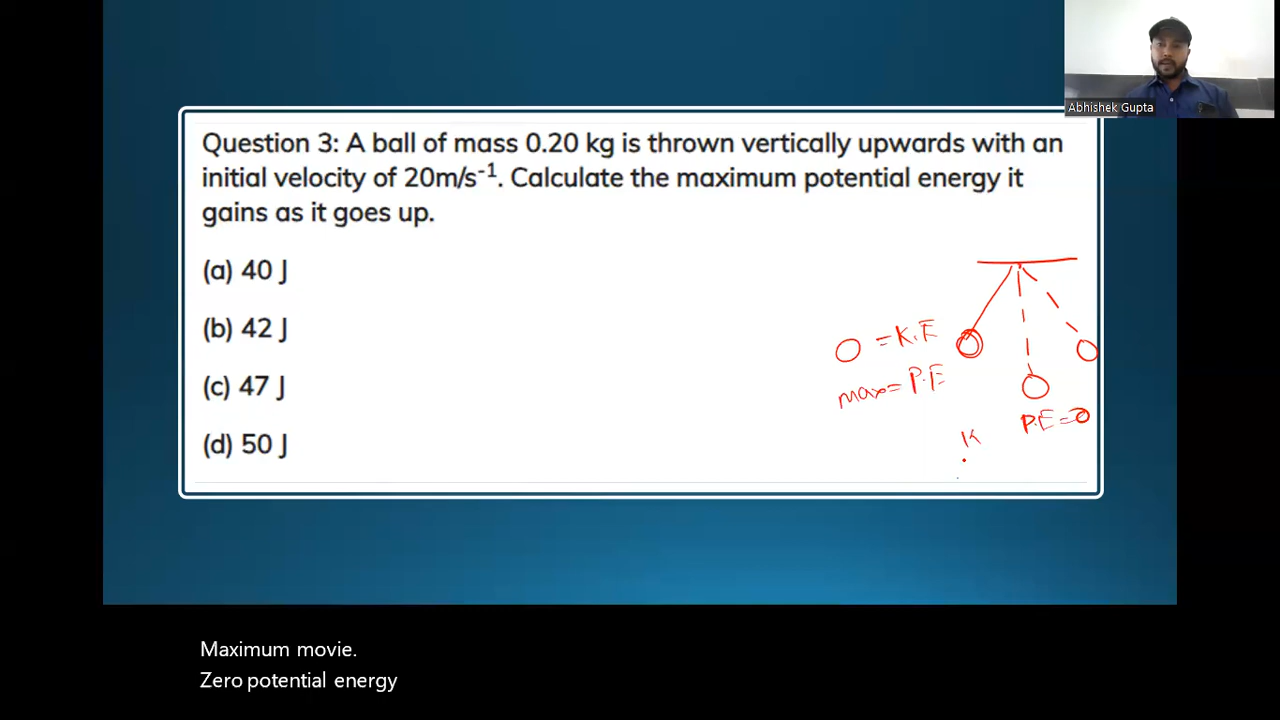 Abhishek Gupta
Question 3: A ball of mass 0.20 kg is thrown vertically upwards with an
initial velocity of 20m/s⁻¹. Calculate the maximum potential energy it
gains as it goes up.
(a) 40 J
(b) 42 J
(c) 47 J
(d) 50 J
O = K.E
max = P.E
P.E = 0
K
Maximum movie.
Zero potential energy